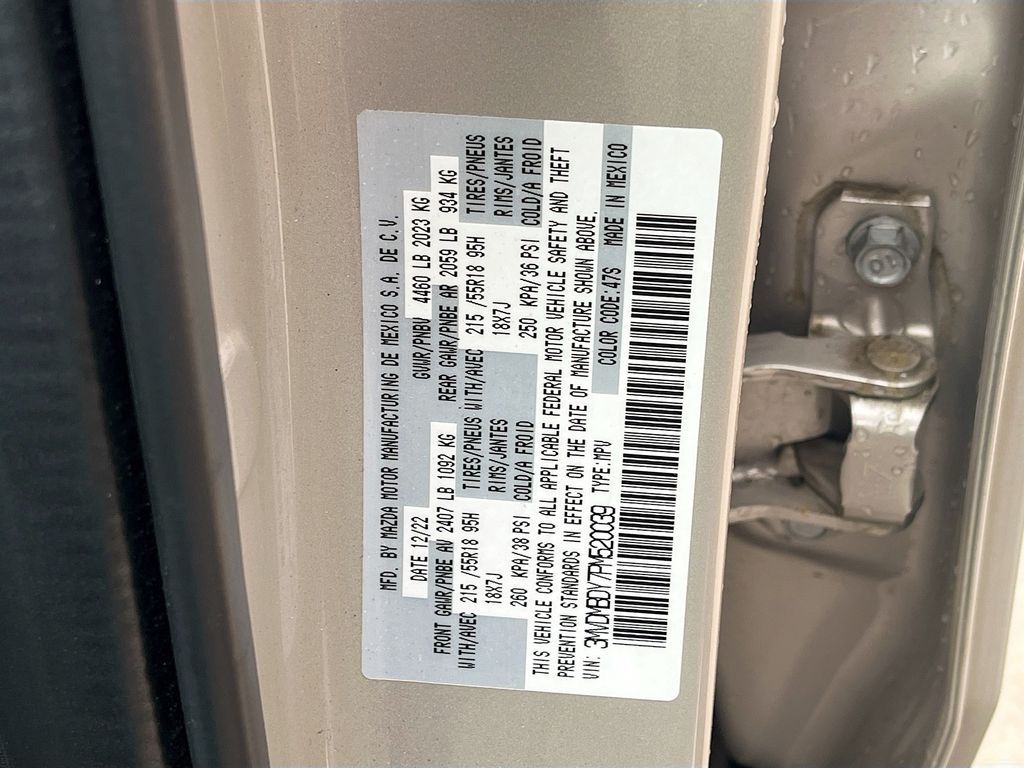 MFD. BY MAZDA MOTOR MANUFACTURING DE MEXICO S.A. DE C.V.
DATE 12/22 GVWR/PNBV 4460 LB 2023 KG
FRONT GAWR/PNBE AV 2407 LB 1092 KG REAR GAWR/PNBE AR 2059 LB 934 KG
WITH/AVEC 215 /55R18 95H TIRES/PNEUS WITH/AVEC 215 /55R18 95H TIRES/PNEUS
18X7J RIMS/JANTES 18X7J RIMS/JANTES
260 KPA/38 PSI COLD/A FROID 250 KPA/36 PSI COLD/A FROID
THIS VEHICLE CONFORMS TO ALL APPLICABLE FEDERAL MOTOR VEHICLE SAFETY AND THEFT
PREVENTION STANDARDS IN EFFECT ON THE DATE OF MANUFACTURE SHOWN ABOVE.
VIN: 3MVDMBDY7PM520039 TYPE:MPV COLOR CODE:47S MADE IN MEXICO